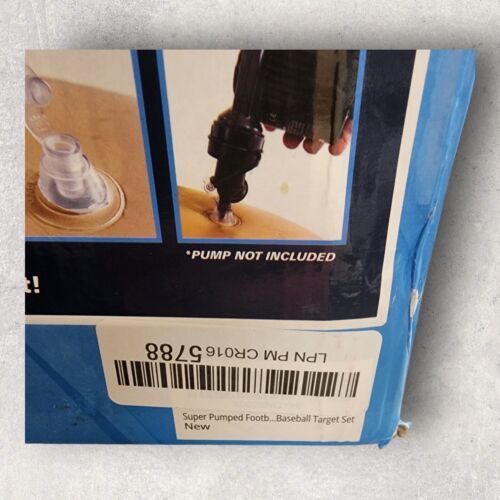 *PUMP NOT INCLUDED
t!
LPN PM CR0165788
Super Pumped Footb...Baseball Target Set
New